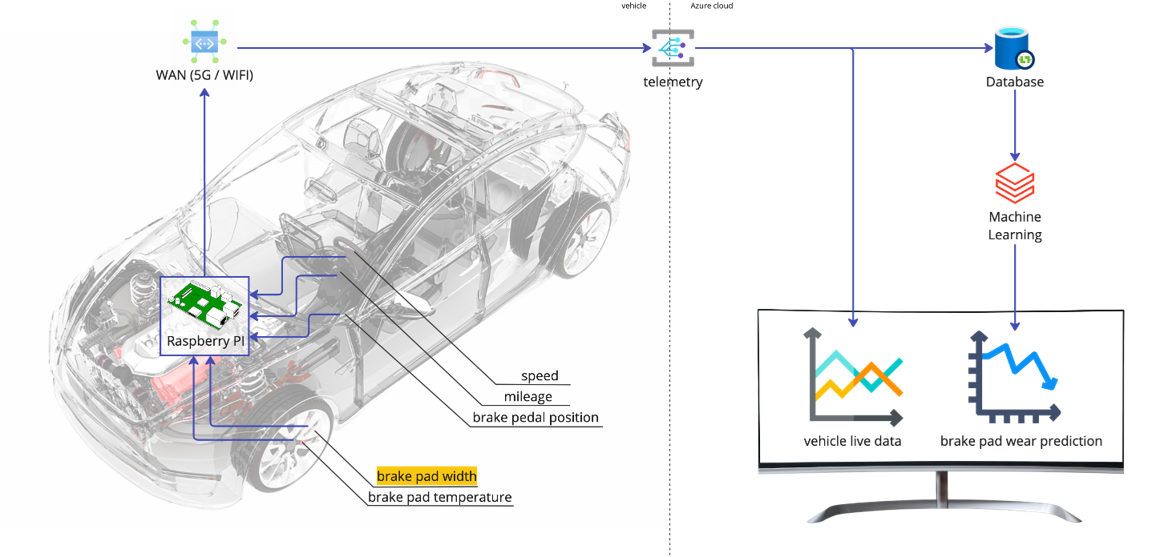 vehicle
Azure cloud
WAN (5G / WIFI)
telemetry
Database
Machine
Learning
Raspberry PI
speed
mileage
brake pedal position
vehicle live data
brake pad wear prediction
brake pad width
brake pad temperature